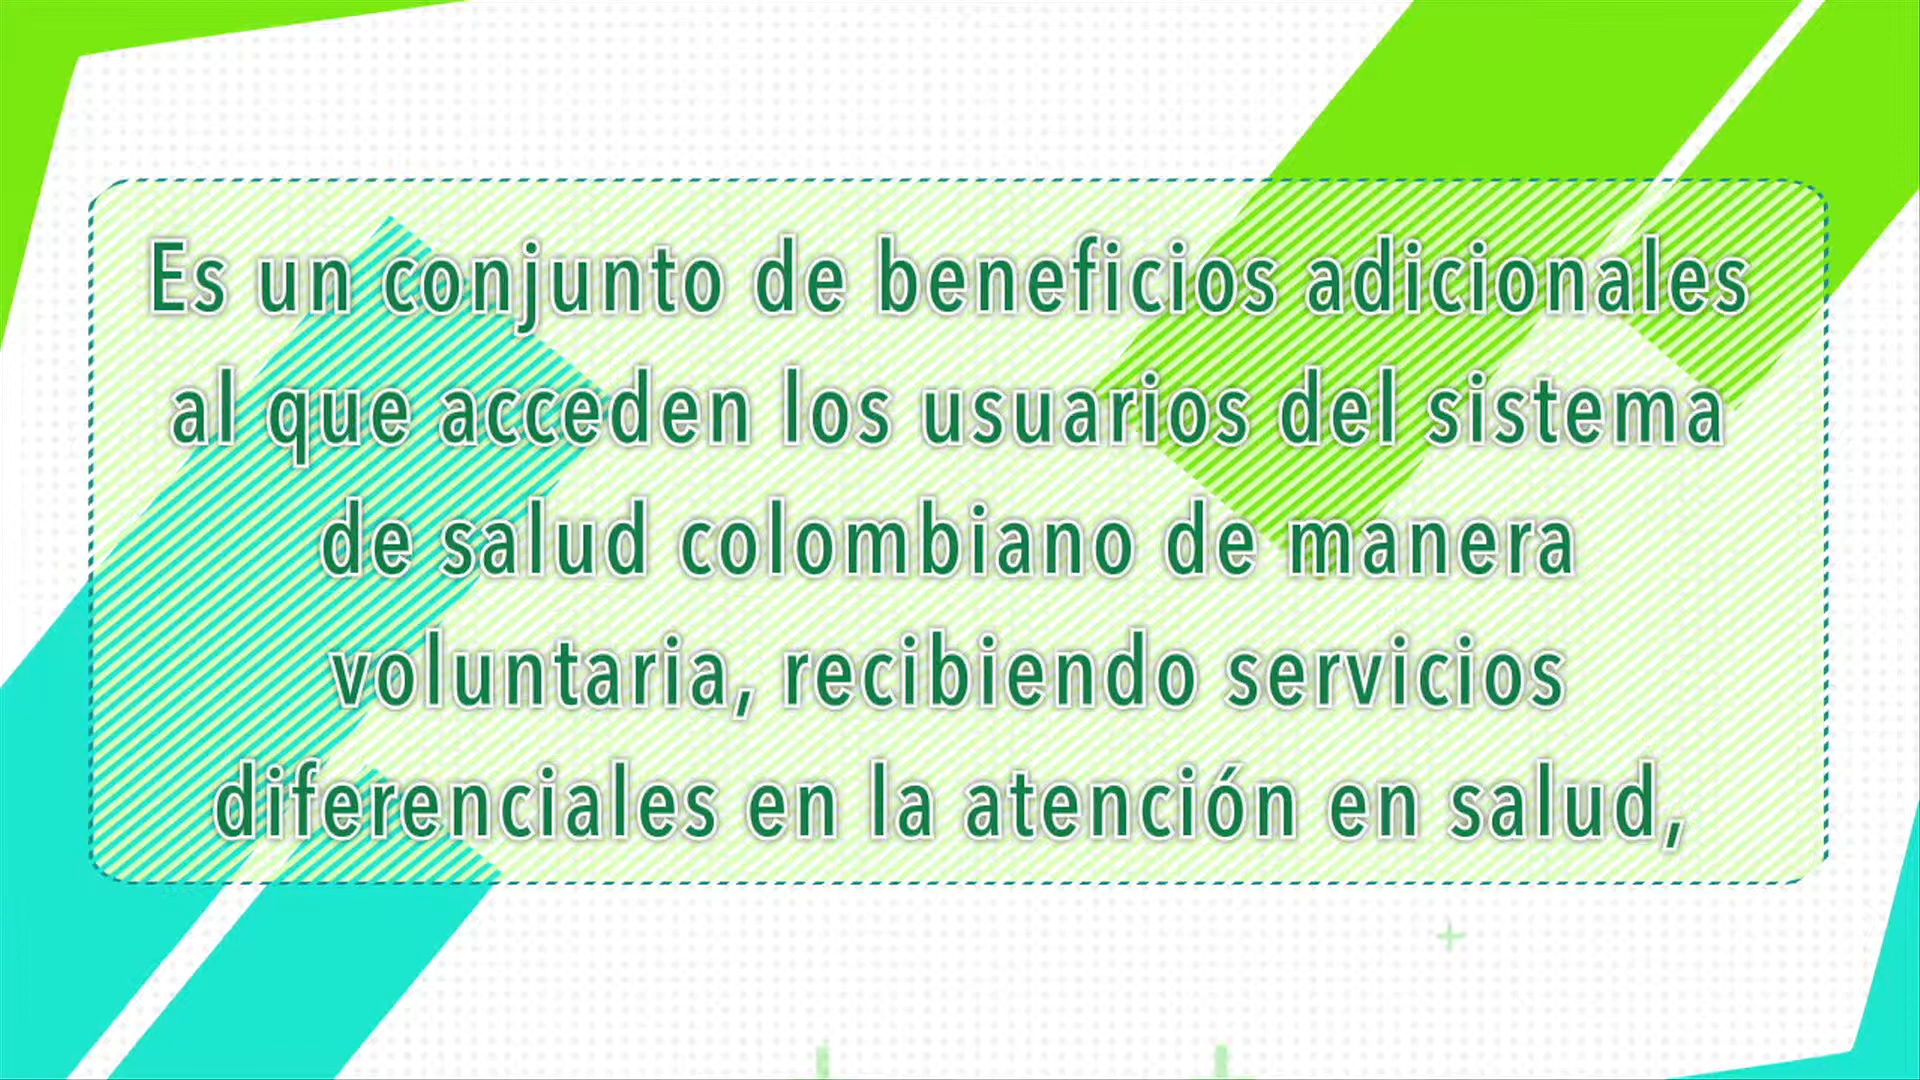 Es un conjunto de beneficios adicionales
al que acceden los usuarios del sistema
de salud colombiano de manera
voluntaria, recibiendo servicios
diferenciales en la atención en salud,